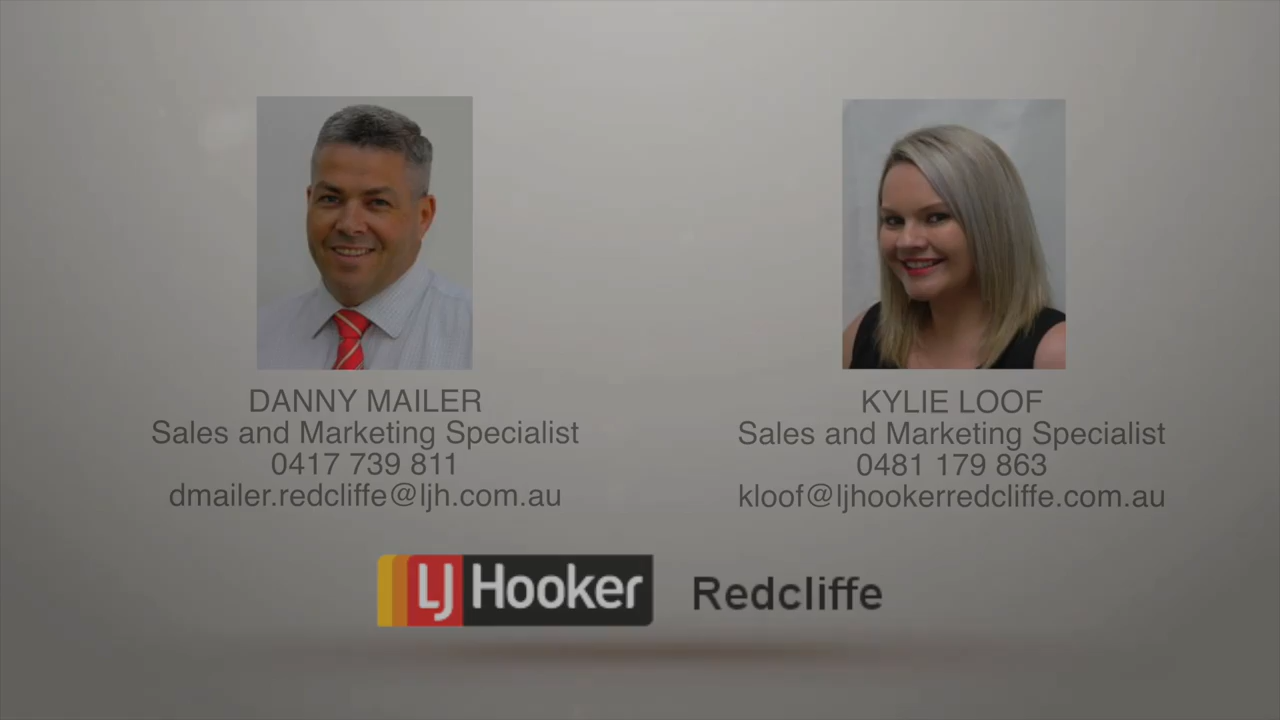 DANNY MAILER
Sales and Marketing Specialist
0417 739 811
dmailer.redcliffe@ljh.com.au
KYLIE LOOF
Sales and Marketing Specialist
0481 179 863
kloof@ljhookerredcliffe.com.au
LJ Hooker Redcliffe